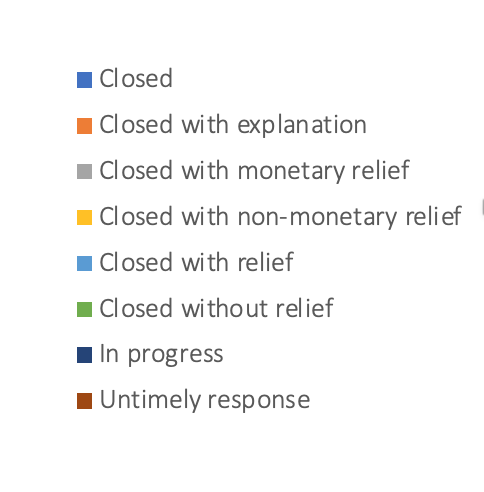 Closed
Closed with explanation
Closed with monetary relief
Closed with non-monetary relief
Closed with relief
Closed without relief
In progress
Untimely response